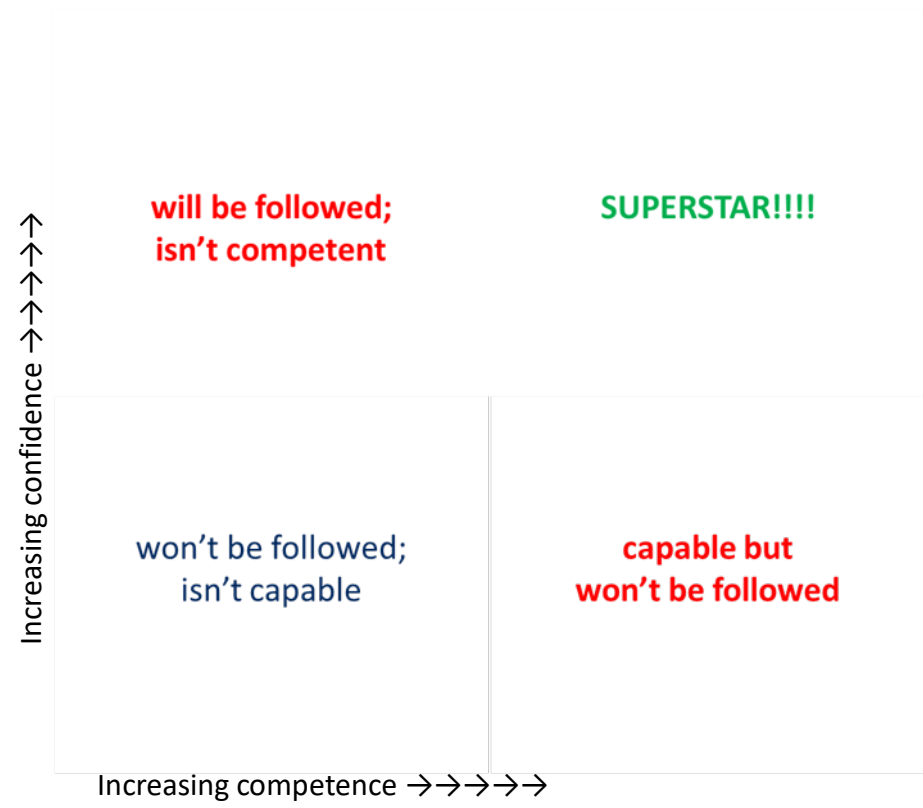 will be followed;
isn't competent
SUPERSTAR!!!!
Increasing confidence →→→→→
won't be followed;
isn't capable
capable but
won't be followed
Increasing competence →→→→→